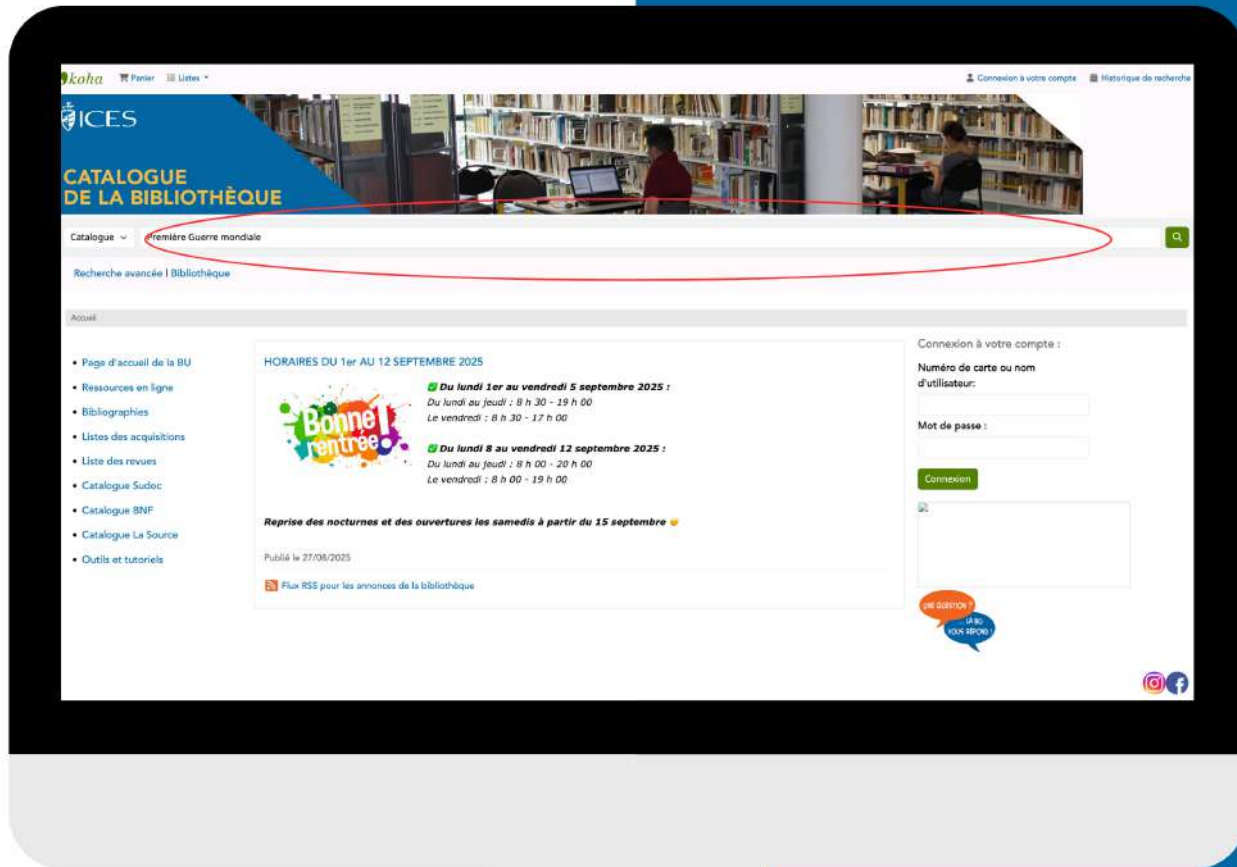 koha Panier Listes Connexion à votre compte Historique de recherche
ICES
CATALOGUE
DE LA BIBLIOTHÈQUE
Catalogue Première Guerre mondiale
Recherche avancée | Bibliothèque
Accueil
• Page d'accueil de la BU
• Ressources en ligne
• Bibliographies
• Listes des acquisitions
• Liste des revues
• Catalogue Sudoc
• Catalogue BNF
• Catalogue La Source
• Outils et tutoriels
HORAIRES DU 1er AU 12 SEPTEMBRE 2025
Bonne
rentrée!
✅ Du lundi 1er au vendredi 5 septembre 2025 :
Du lundi au jeudi : 8 h 30 - 19 h 00
Le vendredi : 8 h 30 - 17 h 00
✅ Du lundi 8 au vendredi 12 septembre 2025 :
Du lundi au jeudi : 8 h 00 - 20 h 00
Le vendredi : 8 h 00 - 19 h 00
Reprise des nocturnes et des ouvertures les samedis à partir du 15 septembre
Publié le 27/08/2025
Flux RSS pour les annonces de la bibliothèque
Connexion à votre compte :
Numéro de carte ou nom
d'utilisateur:
Mot de passe :
Connexion
UNE QUESTION ?
... LA BU
VOUS RÉPOND !